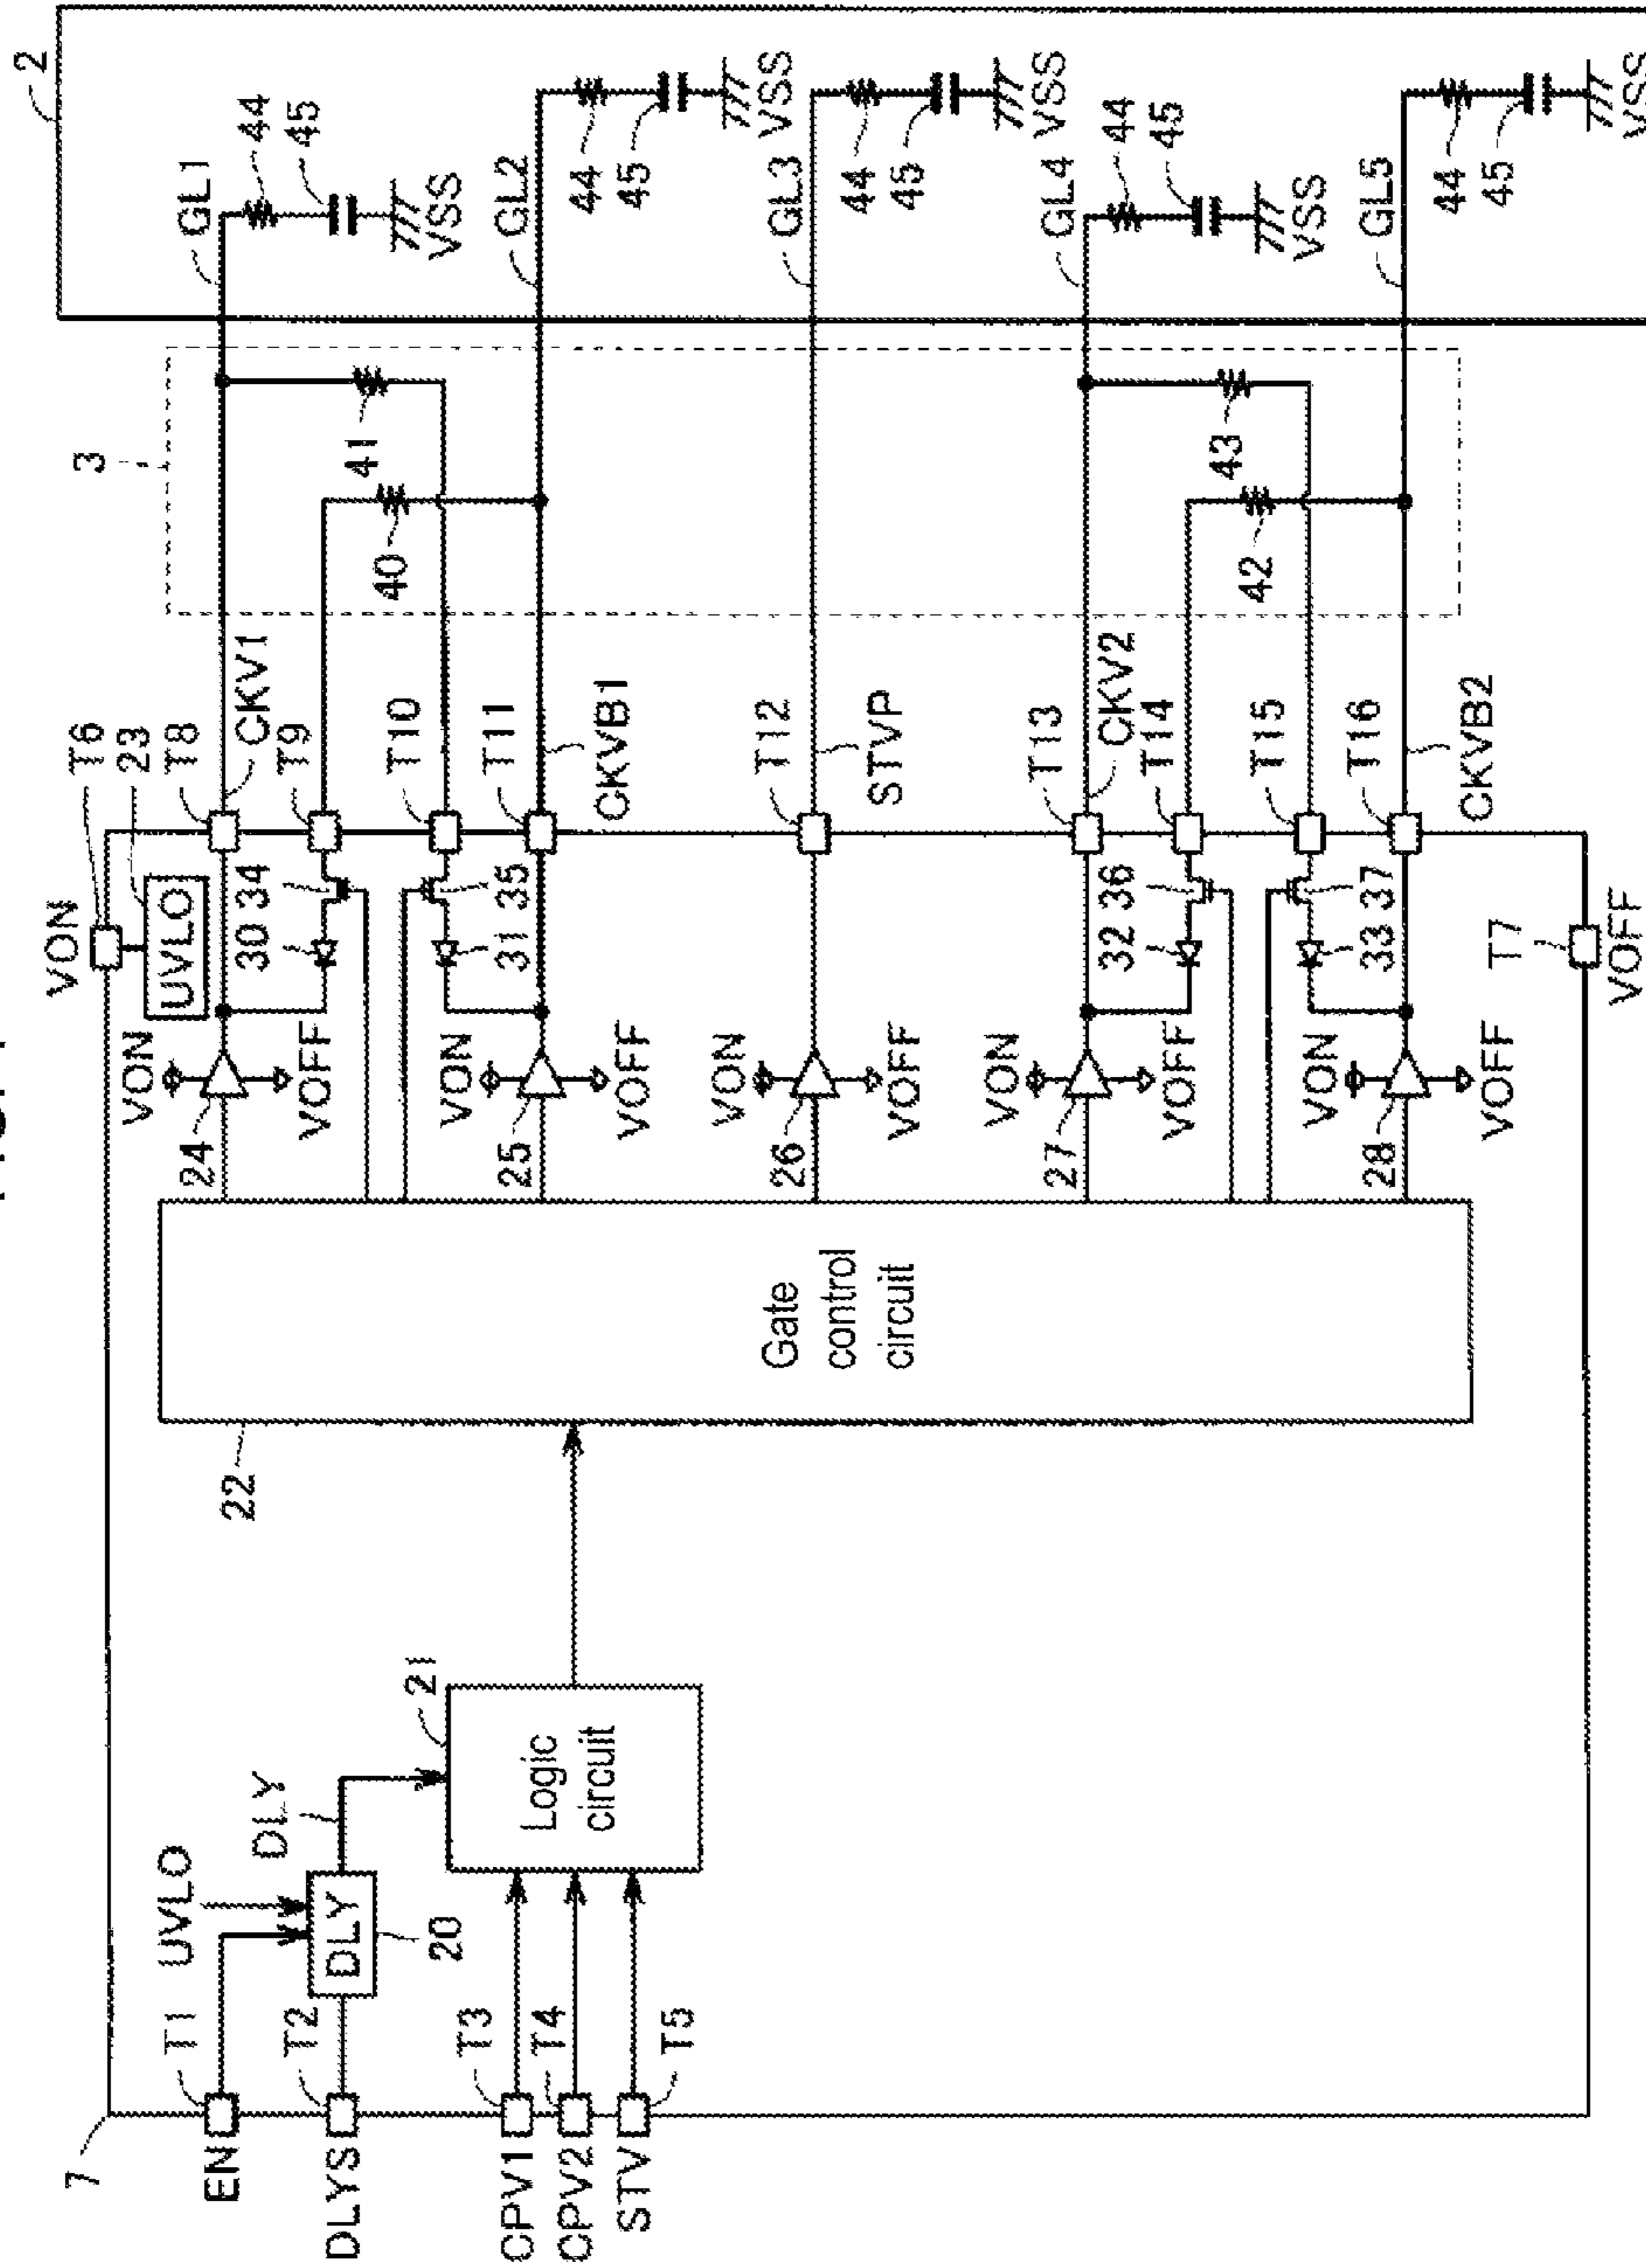 7
EN
T1
UVLO
DLYS
T2
DLY
20
DLY
CPV1
T3
CPV2
T4
STV
T5
21
Logic
circuit
22
Gate
control
circuit
VON
T6
UVLO
23
VON
24
VOFF
T8
CKV1
30
34
T9
31
35
T10
VON
25
VOFF
T11
CKVB1
VON
26
VOFF
T12
STVP
VON
27
VOFF
T13
CKV2
32
36
T14
33
37
T15
VON
28
VOFF
T16
CKVB2
T7
VOFF
3
40
41
42
43
2
GL1
44
45
VSS
GL2
44
45
VSS
GL3
44
45
VSS
GL4
44
45
VSS
GL5
44
45
VSS